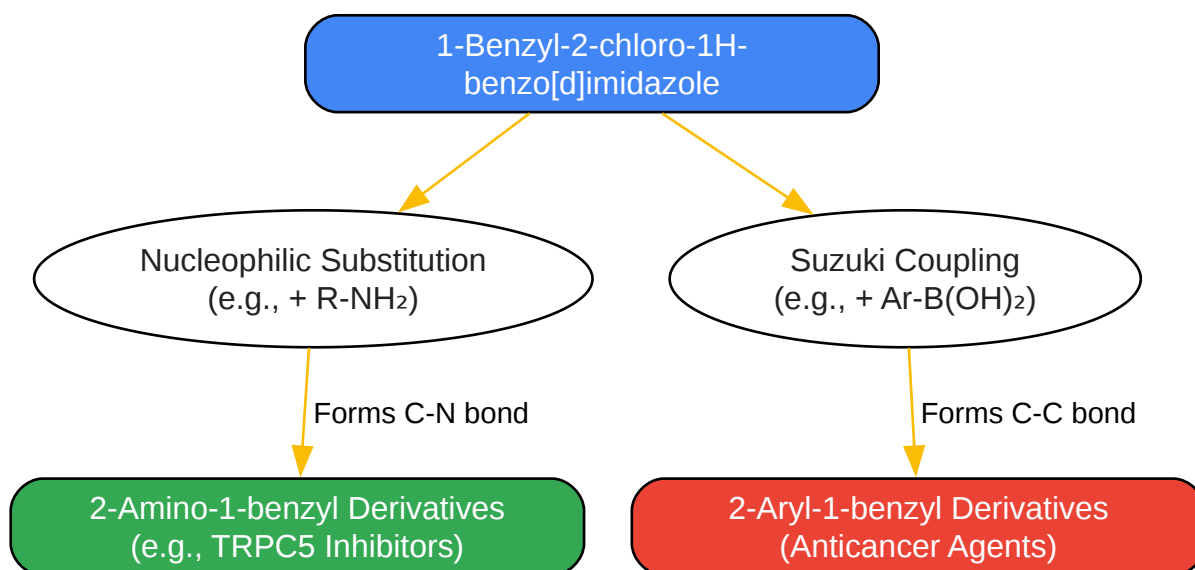 1-Benzyl-2-chloro-1H-
benzo[d]imidazole
Nucleophilic Substitution
(e.g., + R-NH₂)
Suzuki Coupling
(e.g., + Ar-B(OH)₂)
Forms C-N bond
Forms C-C bond
2-Amino-1-benzyl Derivatives
(e.g., TRPC5 Inhibitors)
2-Aryl-1-benzyl Derivatives
(Anticancer Agents)